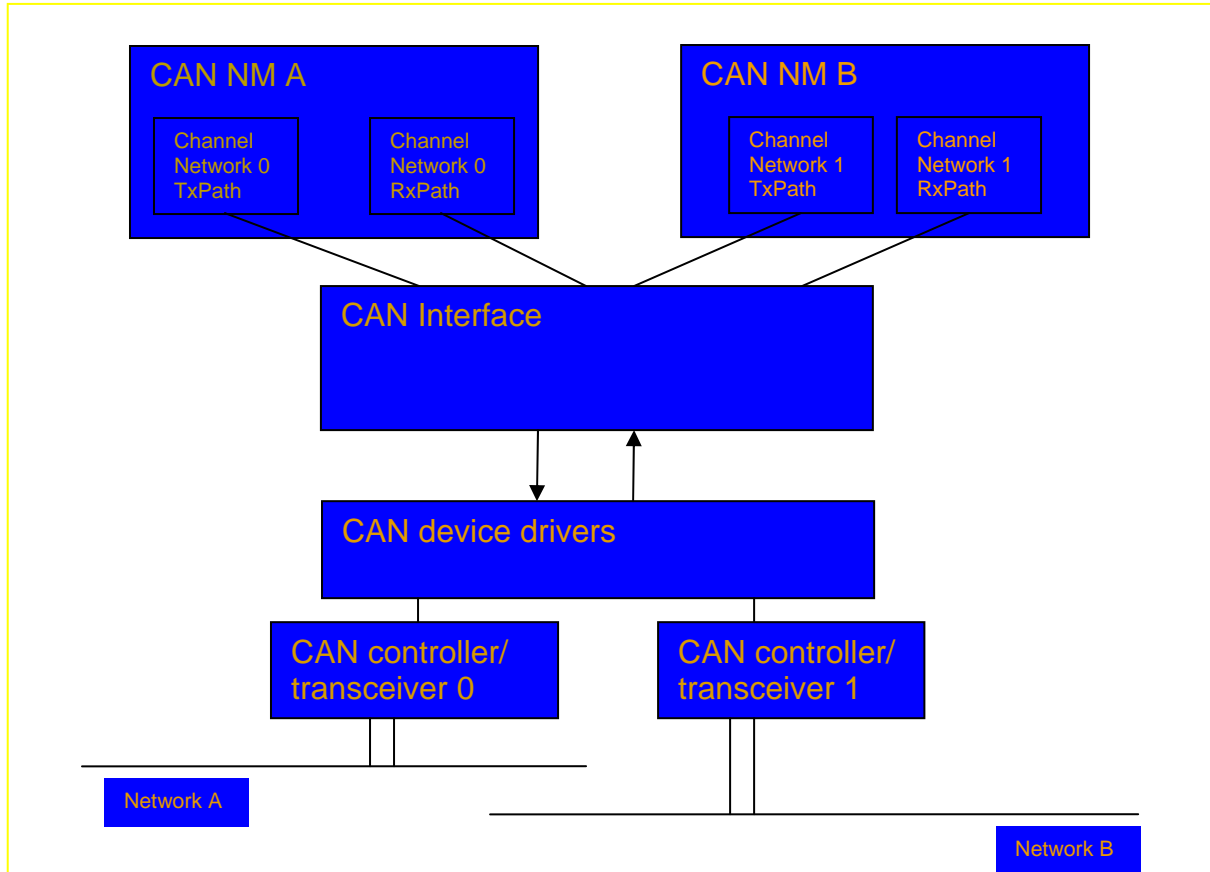 CAN NM A
Channel
Network 0
TxPath
Channel
Network 0
RxPath
CAN NM B
Channel
Network 1
TxPath
Channel
Network 1
RxPath
CAN Interface
CAN device drivers
CAN controller/
transceiver 0
CAN controller/
transceiver 1
Network A
Network B